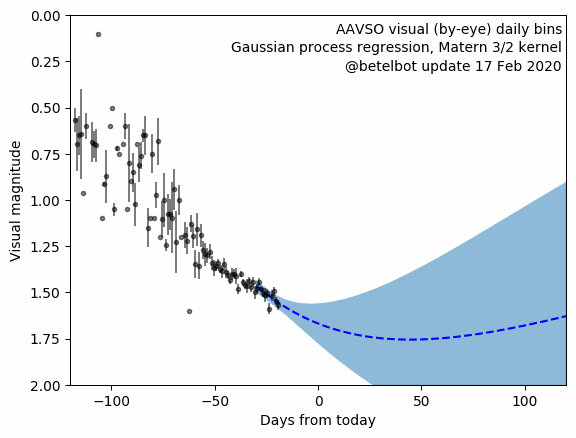 AAVSO visual (by-eye) daily bins
Gaussian process regression, Matern 3/2 kernel
@betelbot update 17 Feb 2020
0.00
0.25
0.50
0.75
1.00
1.25
1.50
1.75
2.00
Visual magnitude
−100
−50
0
50
100
Days from today